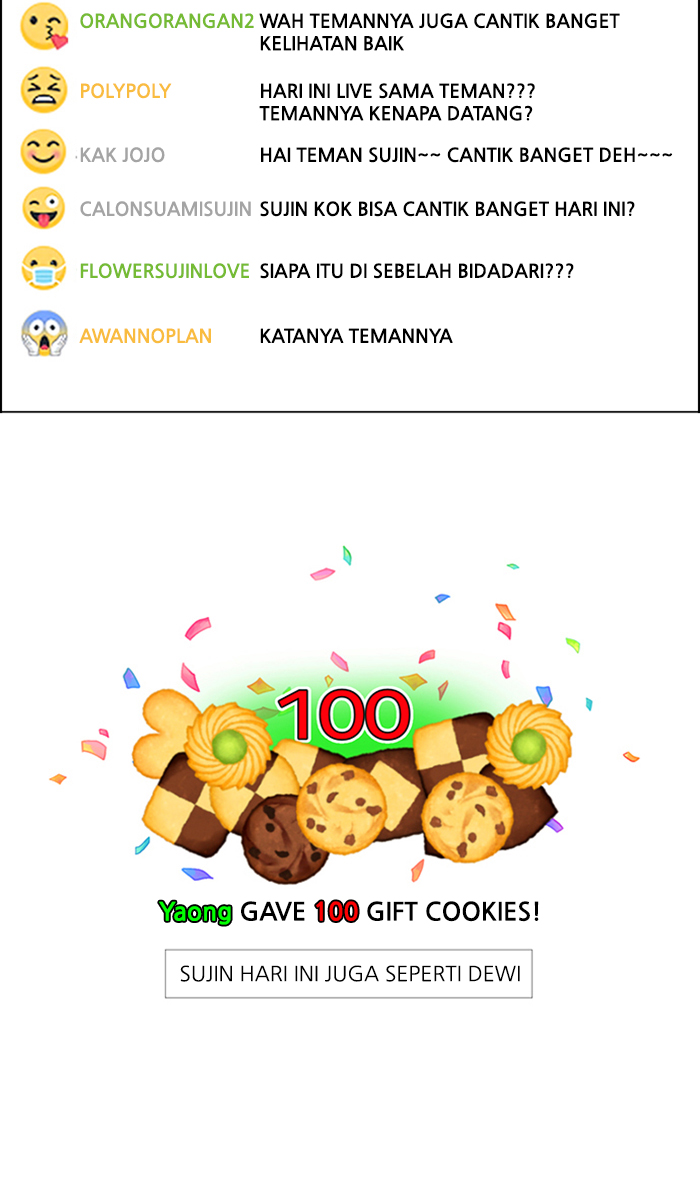 ORANGORANGAN2 WAH TEMANNYA JUGA CANTIK BANGET
KELIHATAN BAIK
POLYPOLY HARI INI LIVE SAMA TEMAN???
TEMANNYA KENAPA DATANG?
KAK JOJO HAI TEMAN SUJIN~~ CANTIK BANGET DEH~~~
CALONSUAMISUJIN SUJIN KOK BISA CANTIK BANGET HARI INI?
FLOWERSUJINLOVE SIAPA ITU DI SEBELAH BIDADARI???
AWANNOPLAN KATANYA TEMANNYA
100
Yaong GAVE 100 GIFT COOKIES!
SUJIN HARI INI JUGA SEPERTI DEWI